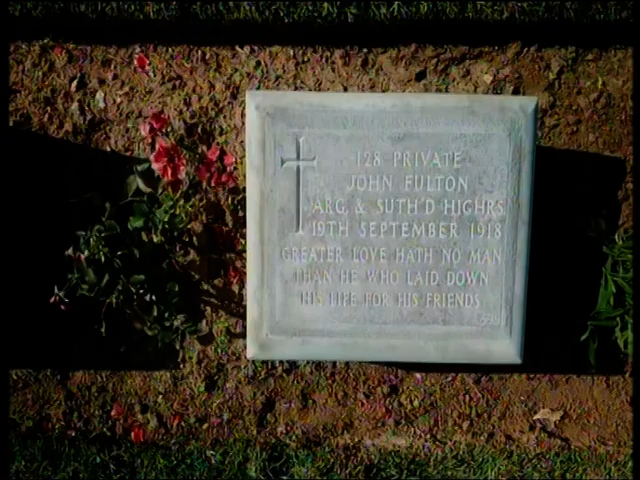 128 PRIVATE
JOHN FULTON
ARG. & SUTH'D HIGHRS
19TH SEPTEMBER 1918
GREATER LOVE HATH NO MAN
THAN HE WHO LAID DOWN
HIS LIFE FOR HIS FRIENDS